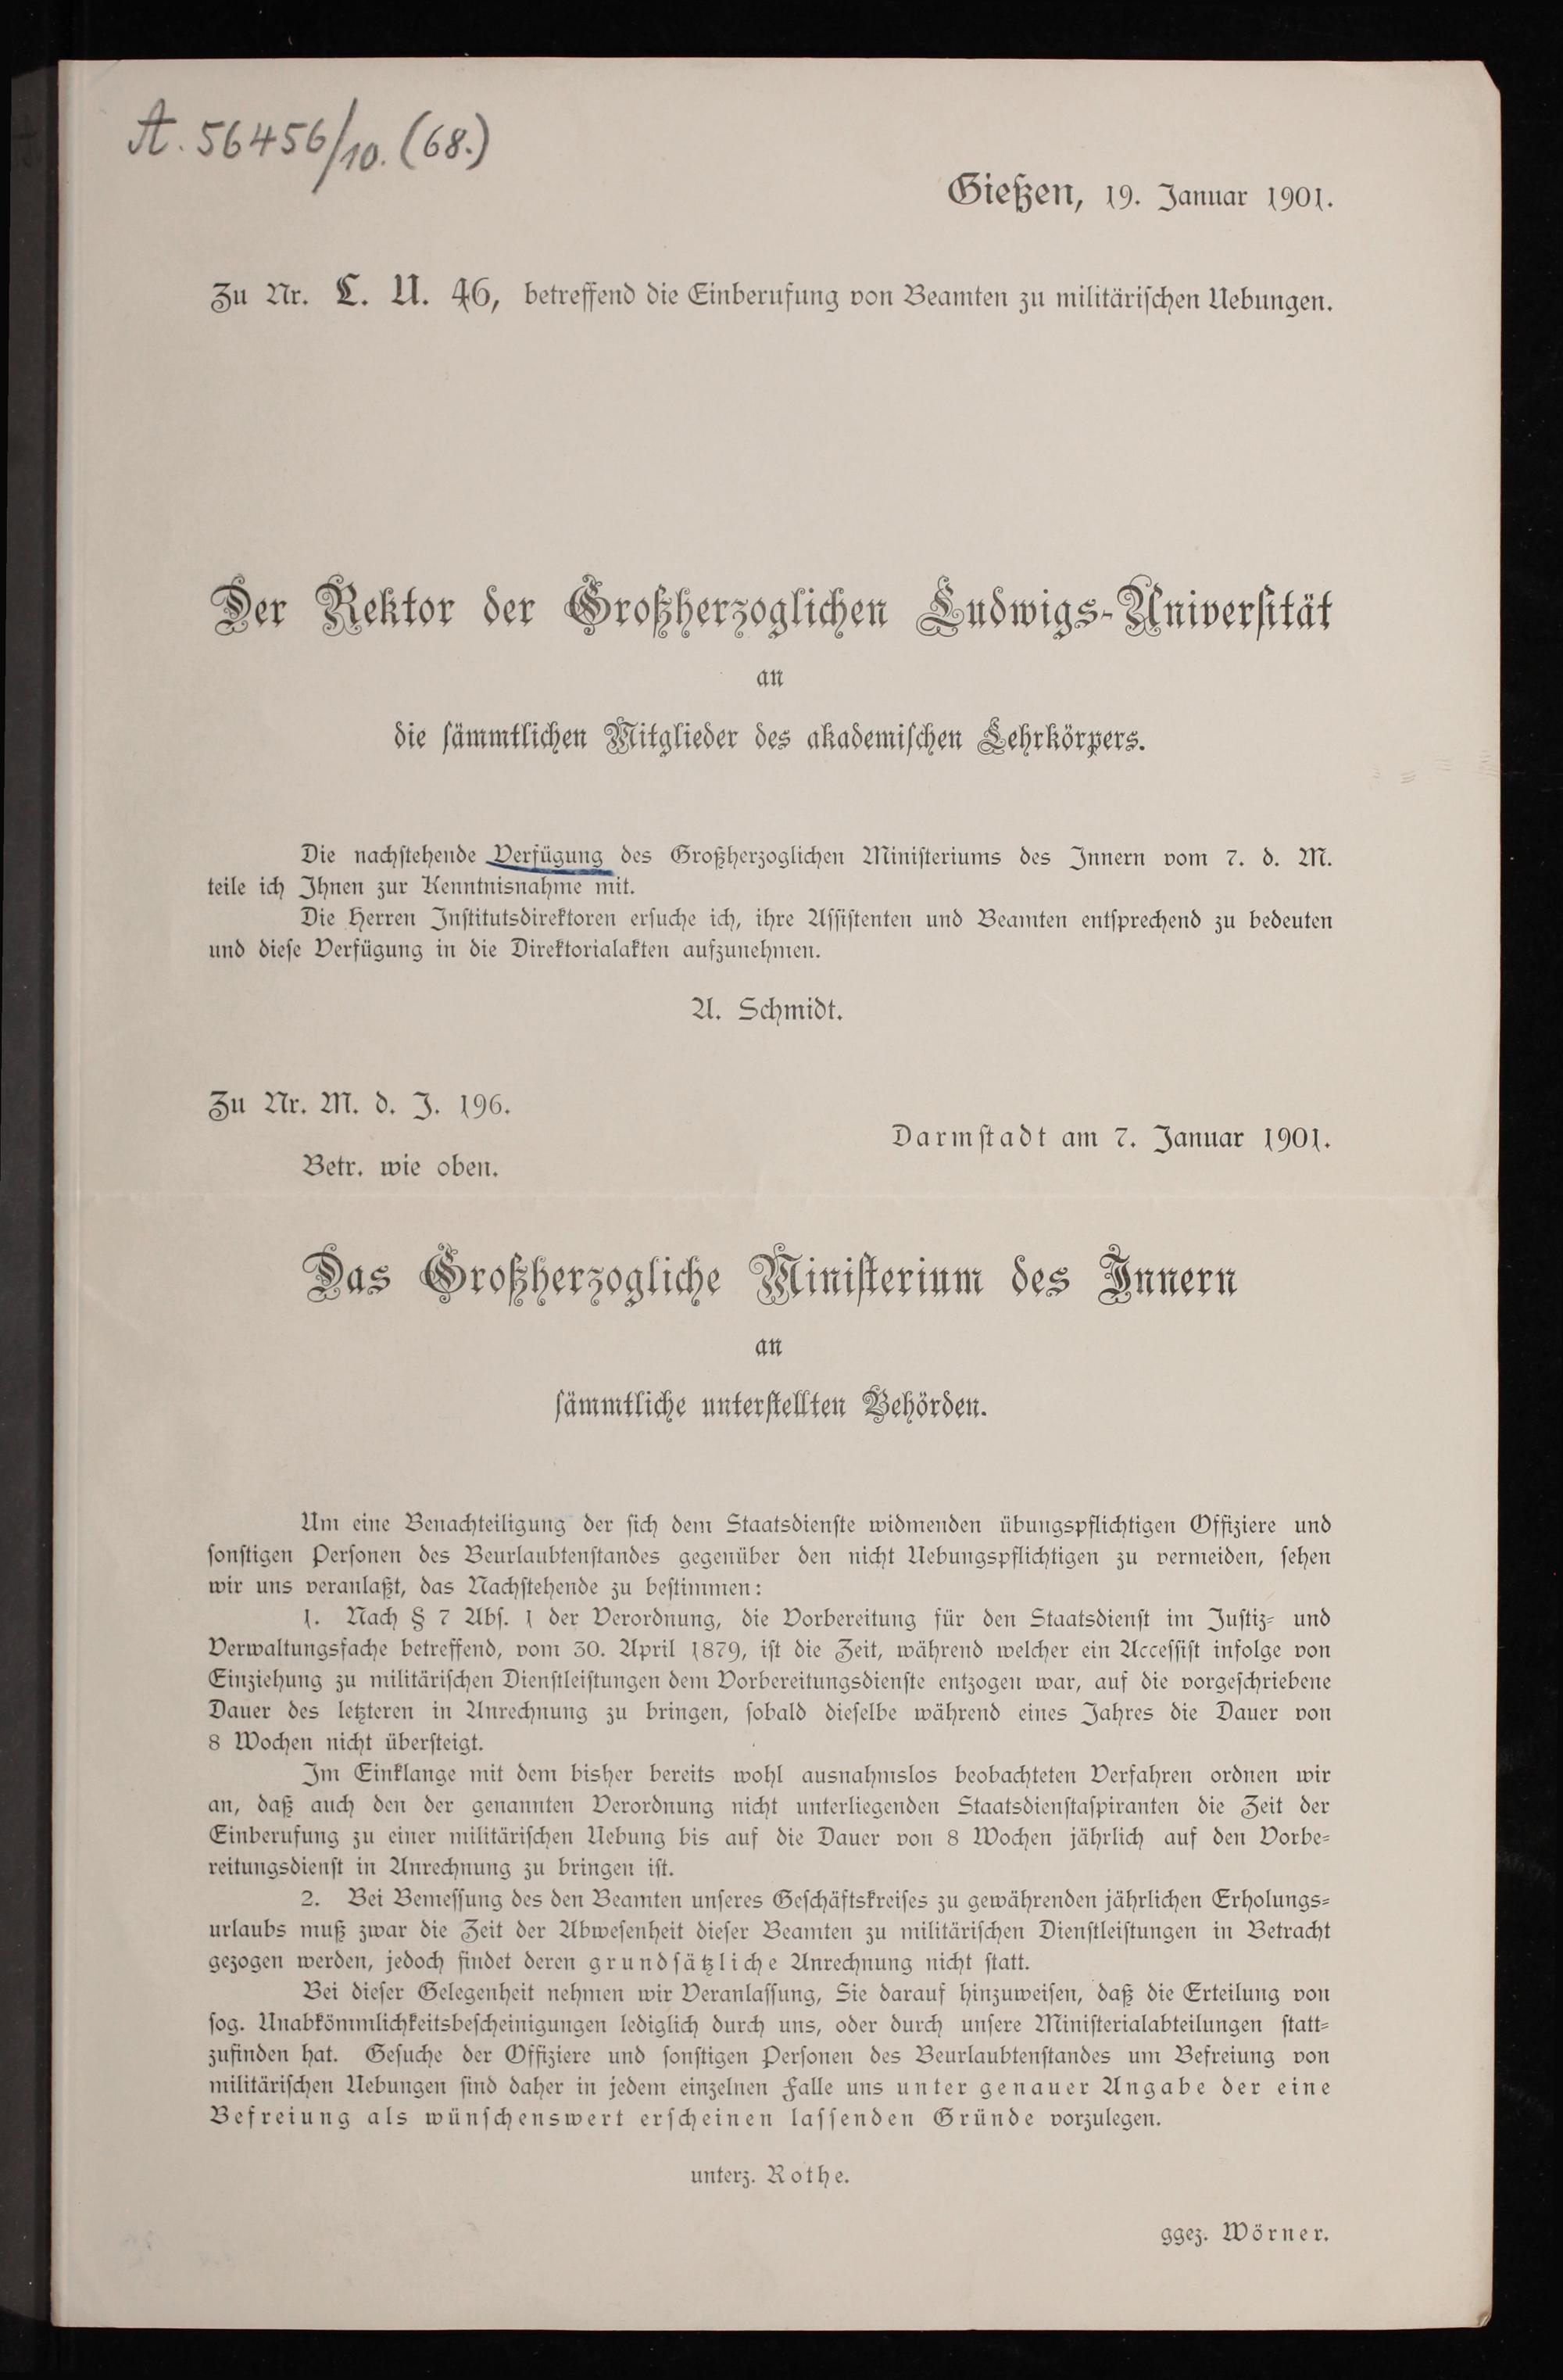 A. 56456/10. (68.)
Gießen, 19. Januar 1901.
Zu Nr. L. U. 46, betreffend die Einberufung von Beamten zu militärischen Uebungen.
Der Rektor der Großherzoglichen Ludwigs-Universität
an
die sämmtlichen Mitglieder des akademischen Lehrkörpers.
Die nachstehende Verfügung des Großherzoglichen Ministeriums des Innern vom 7. d. M.
teile ich Ihnen zur Kenntnisnahme mit.
Die Herren Institutsdirektoren ersuche ich, ihre Assistenten und Beamten entsprechend zu bedeuten
und diese Verfügung in die Direktorialakten aufzunehmen.
A. Schmidt.
Zu Nr. M. d. J. 196.
Darmstadt am 7. Januar 1901.
Betr. wie oben.
Das Großherzogliche Ministerium des Innern
an
sämmtliche unterstellten Behörden.
Um eine Benachteiligung der sich dem Staatsdienste widmenden übungspflichtigen Offiziere und
sonstigen Personen des Beurlaubtenstandes gegenüber den nicht Uebungspflichtigen zu vermeiden, sehen
wir uns veranlaßt, das Nachstehende zu bestimmen:
1. Nach § 7 Abs. 1 der Verordnung, die Vorbereitung für den Staatsdienst im Justiz- und
Verwaltungsfache betreffend, vom 30. April 1879, ist die Zeit, während welcher ein Accessist infolge von
Einziehung zu militärischen Dienstleistungen dem Vorbereitungsdienste entzogen war, auf die vorgeschriebene
Dauer des letzteren in Anrechnung zu bringen, sobald dieselbe während eines Jahres die Dauer von
8 Wochen nicht übersteigt.
Im Einklange mit dem bisher bereits wohl ausnahmslos beobachteten Verfahren ordnen wir
an, daß auch den der genannten Verordnung nicht unterliegenden Staatsdienstaspiranten die Zeit der
Einberufung zu einer militärischen Uebung bis auf die Dauer von 8 Wochen jährlich auf den Vorbe-
reitungsdienst in Anrechnung zu bringen ist.
2. Bei Bemessung des den Beamten unseres Geschäftskreises zu gewährenden jährlichen Erholungs-
urlaubs muß zwar die Zeit der Abwesenheit dieser Beamten zu militärischen Dienstleistungen in Betracht
gezogen werden, jedoch findet deren grundsätzliche Anrechnung nicht statt.
Bei dieser Gelegenheit nehmen wir Veranlassung, Sie darauf hinzuweisen, daß die Erteilung von
sog. Unabkömmlichkeitsbescheinigungen lediglich durch uns, oder durch unsere Ministerialabteilungen statt-
zufinden hat. Gesuche der Offiziere und sonstigen Personen des Beurlaubtenstandes um Befreiung von
militärischen Uebungen sind daher in jedem einzelnen Falle uns unter genauer Angabe der eine
Befreiung als wünschenswert erscheinen lassenden Gründe vorzulegen.
unterz. Rothe.
ggez. Wörner.